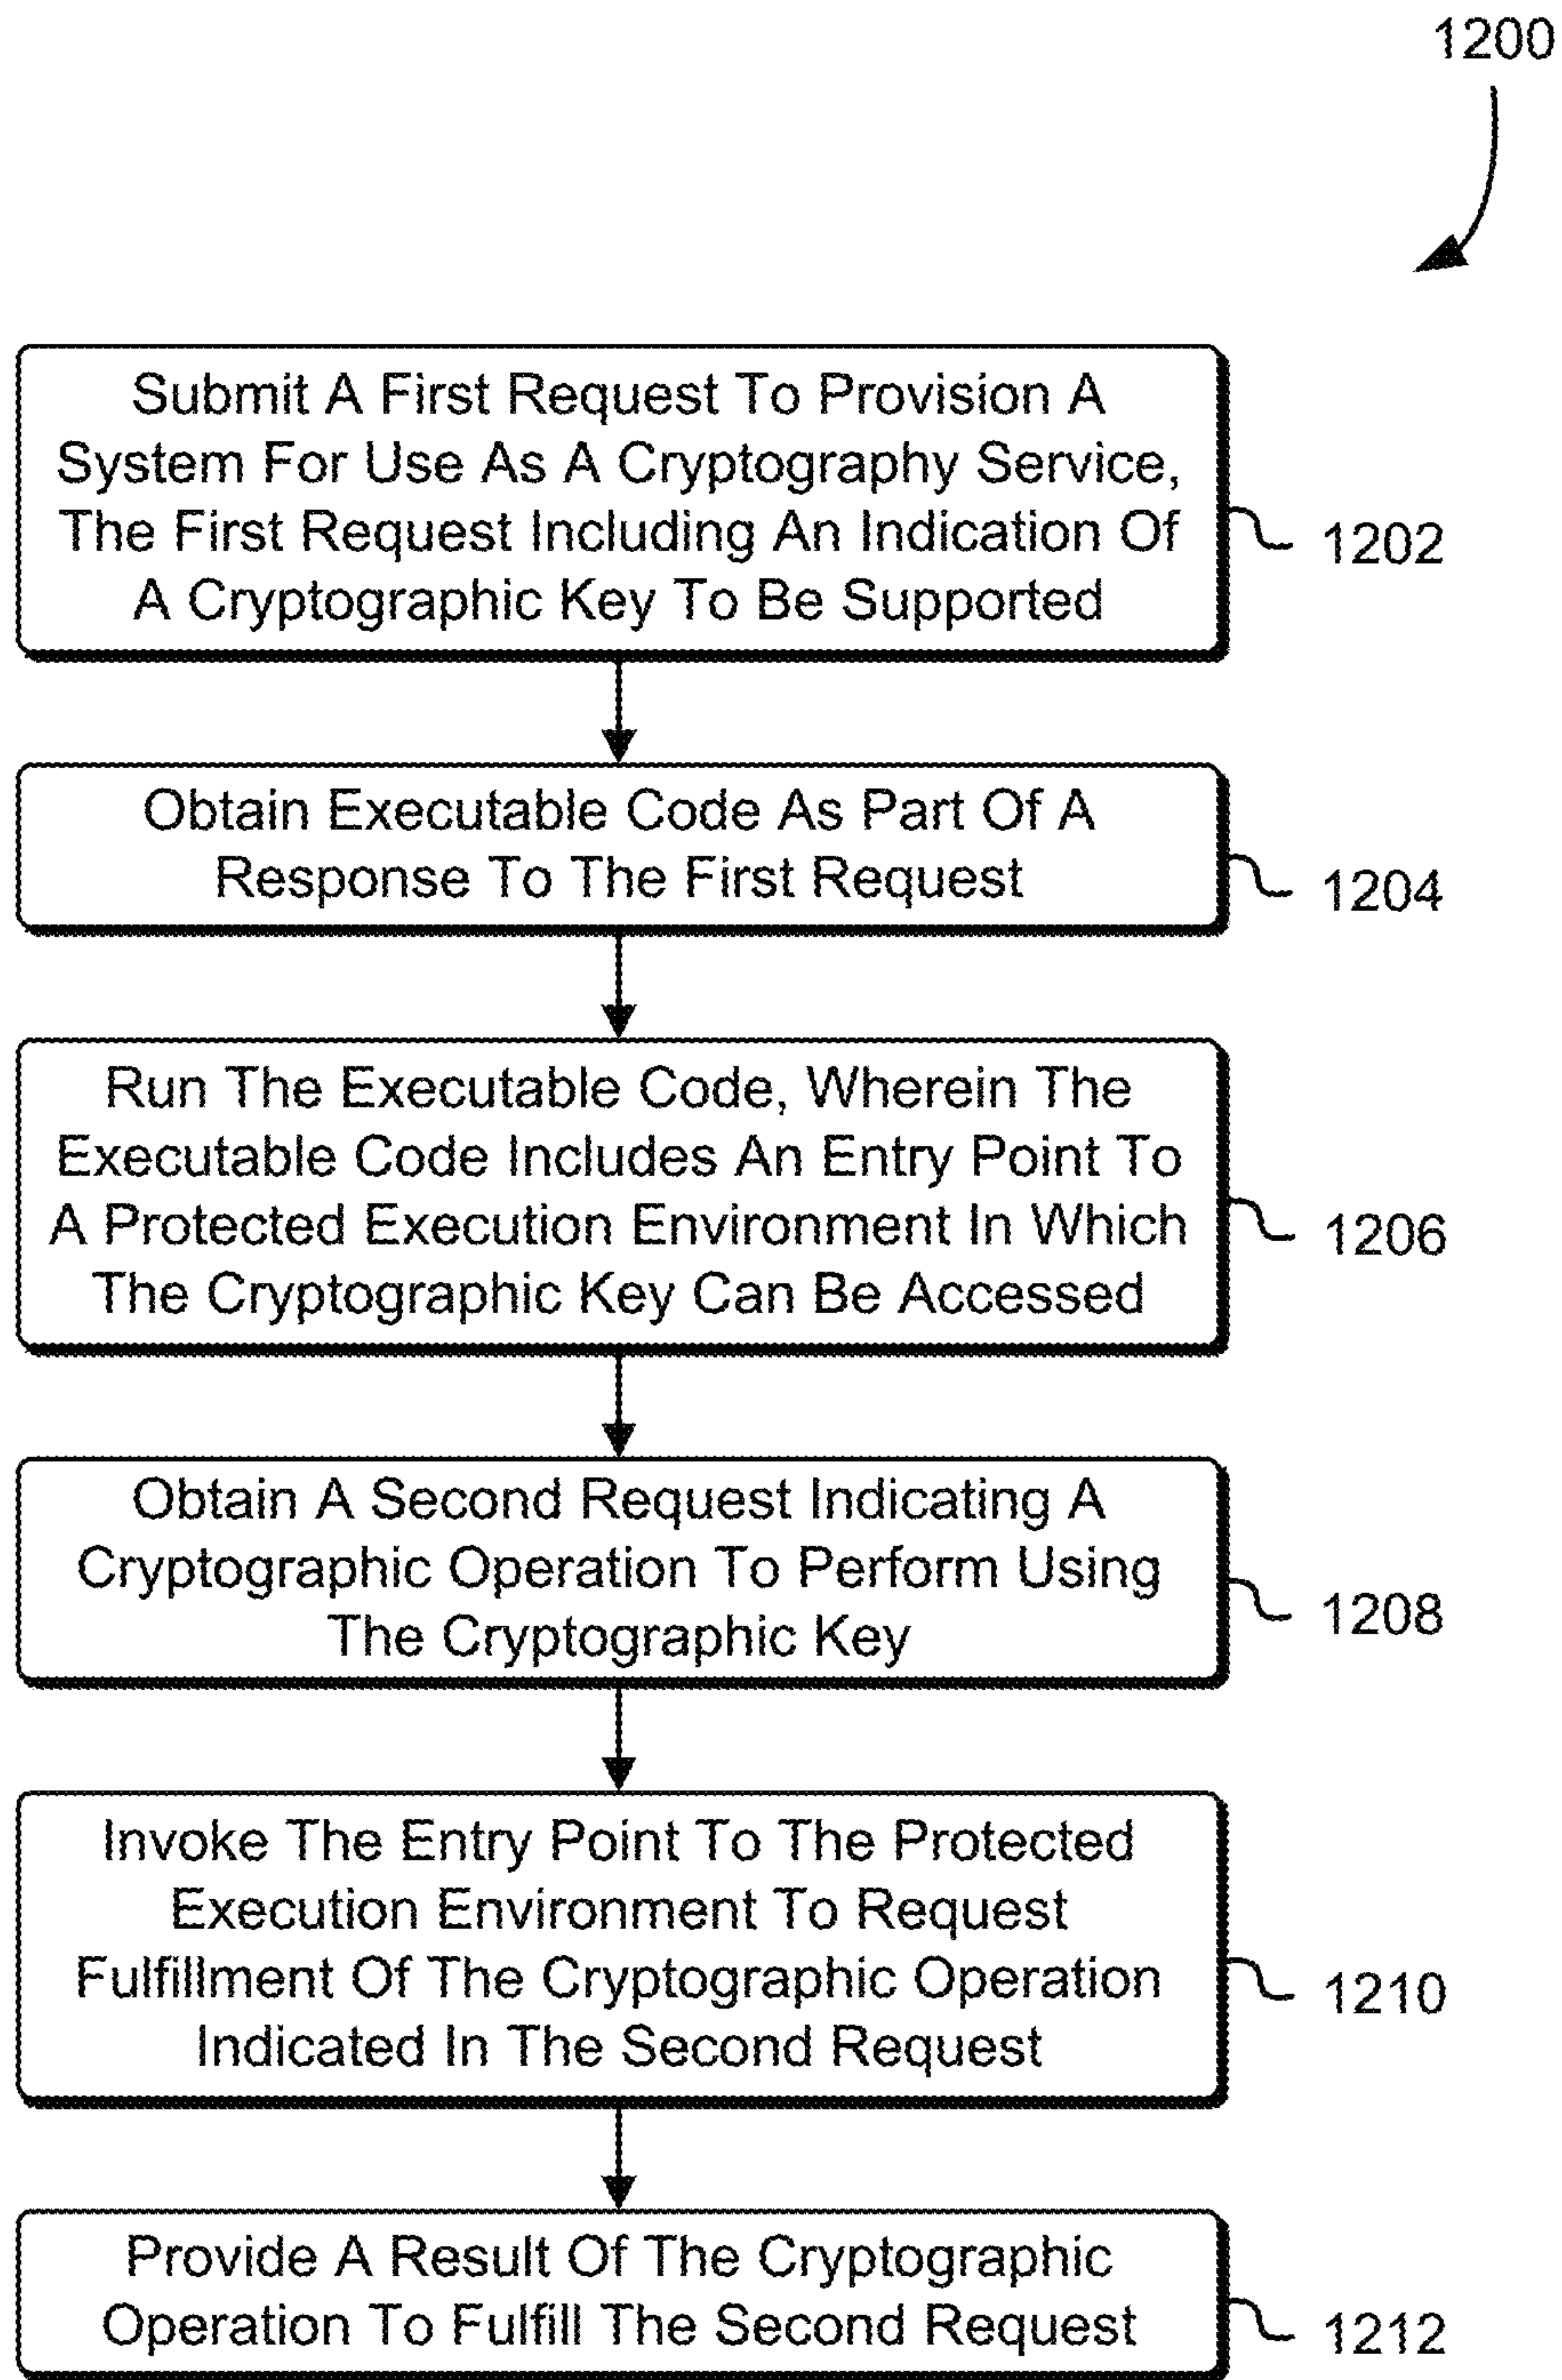 1200
Submit A First Request To Provision A
System For Use As A Cryptography Service,
The First Request Including An Indication Of
A Cryptographic Key To Be Supported
1202
Obtain Executable Code As Part Of A
Response To The First Request
1204
Run The Executable Code, Wherein The
Executable Code Includes An Entry Point To
A Protected Execution Environment In Which
The Cryptographic Key Can Be Accessed
1206
Obtain A Second Request Indicating A
Cryptographic Operation To Perform Using
The Cryptographic Key
1208
Invoke The Entry Point To The Protected
Execution Environment To Request
Fulfillment Of The Cryptographic Operation
Indicated In The Second Request
1210
Provide A Result Of The Cryptographic
Operation To Fulfill The Second Request
1212